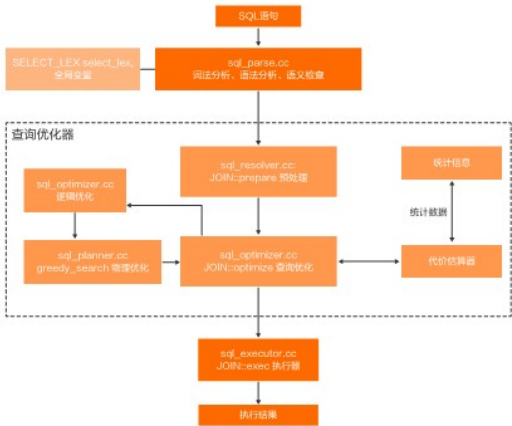 SQL语句
SELECT_LEX select_lex,
全局变量
sql_parse.cc
词法分析、语法分析、语义检查
查询优化器
sql_resolver.cc:
JOIN::prepare 预处理
统计信息
sql_optimizer.cc
逻辑优化
统计数据
sql_planner.cc
greedy_search 物理优化
sql_optimizer.cc
JOIN::optimize 查询优化
代价估算器
sql_executor.cc
JOIN::exec 执行器
执行结果